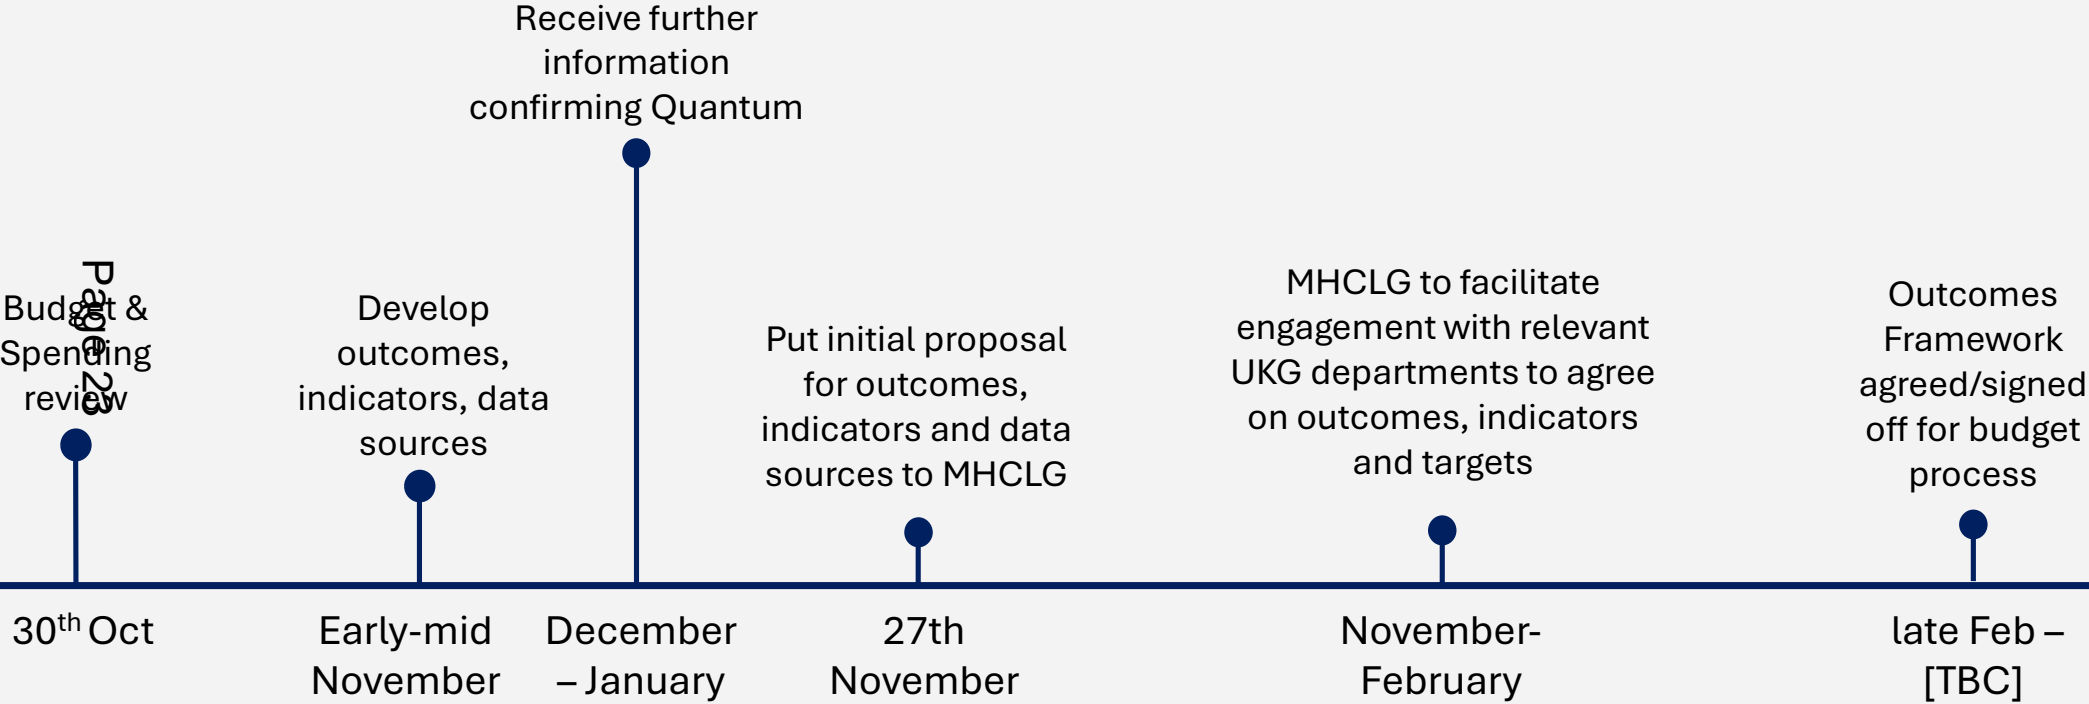 Receive further
information
confirming Quantum
Page 23
Budget &
Spending
review
Develop
outcomes,
indicators, data
sources
Put initial proposal
for outcomes,
indicators and data
sources to MHCLG
MHCLG to facilitate
engagement with relevant
UKG departments to agree
on outcomes, indicators
and targets
Outcomes
Framework
agreed/signed
off for budget
process
30th Oct
Early-mid
November
December
– January
27th
November
November-
February
late Feb –
[TBC]